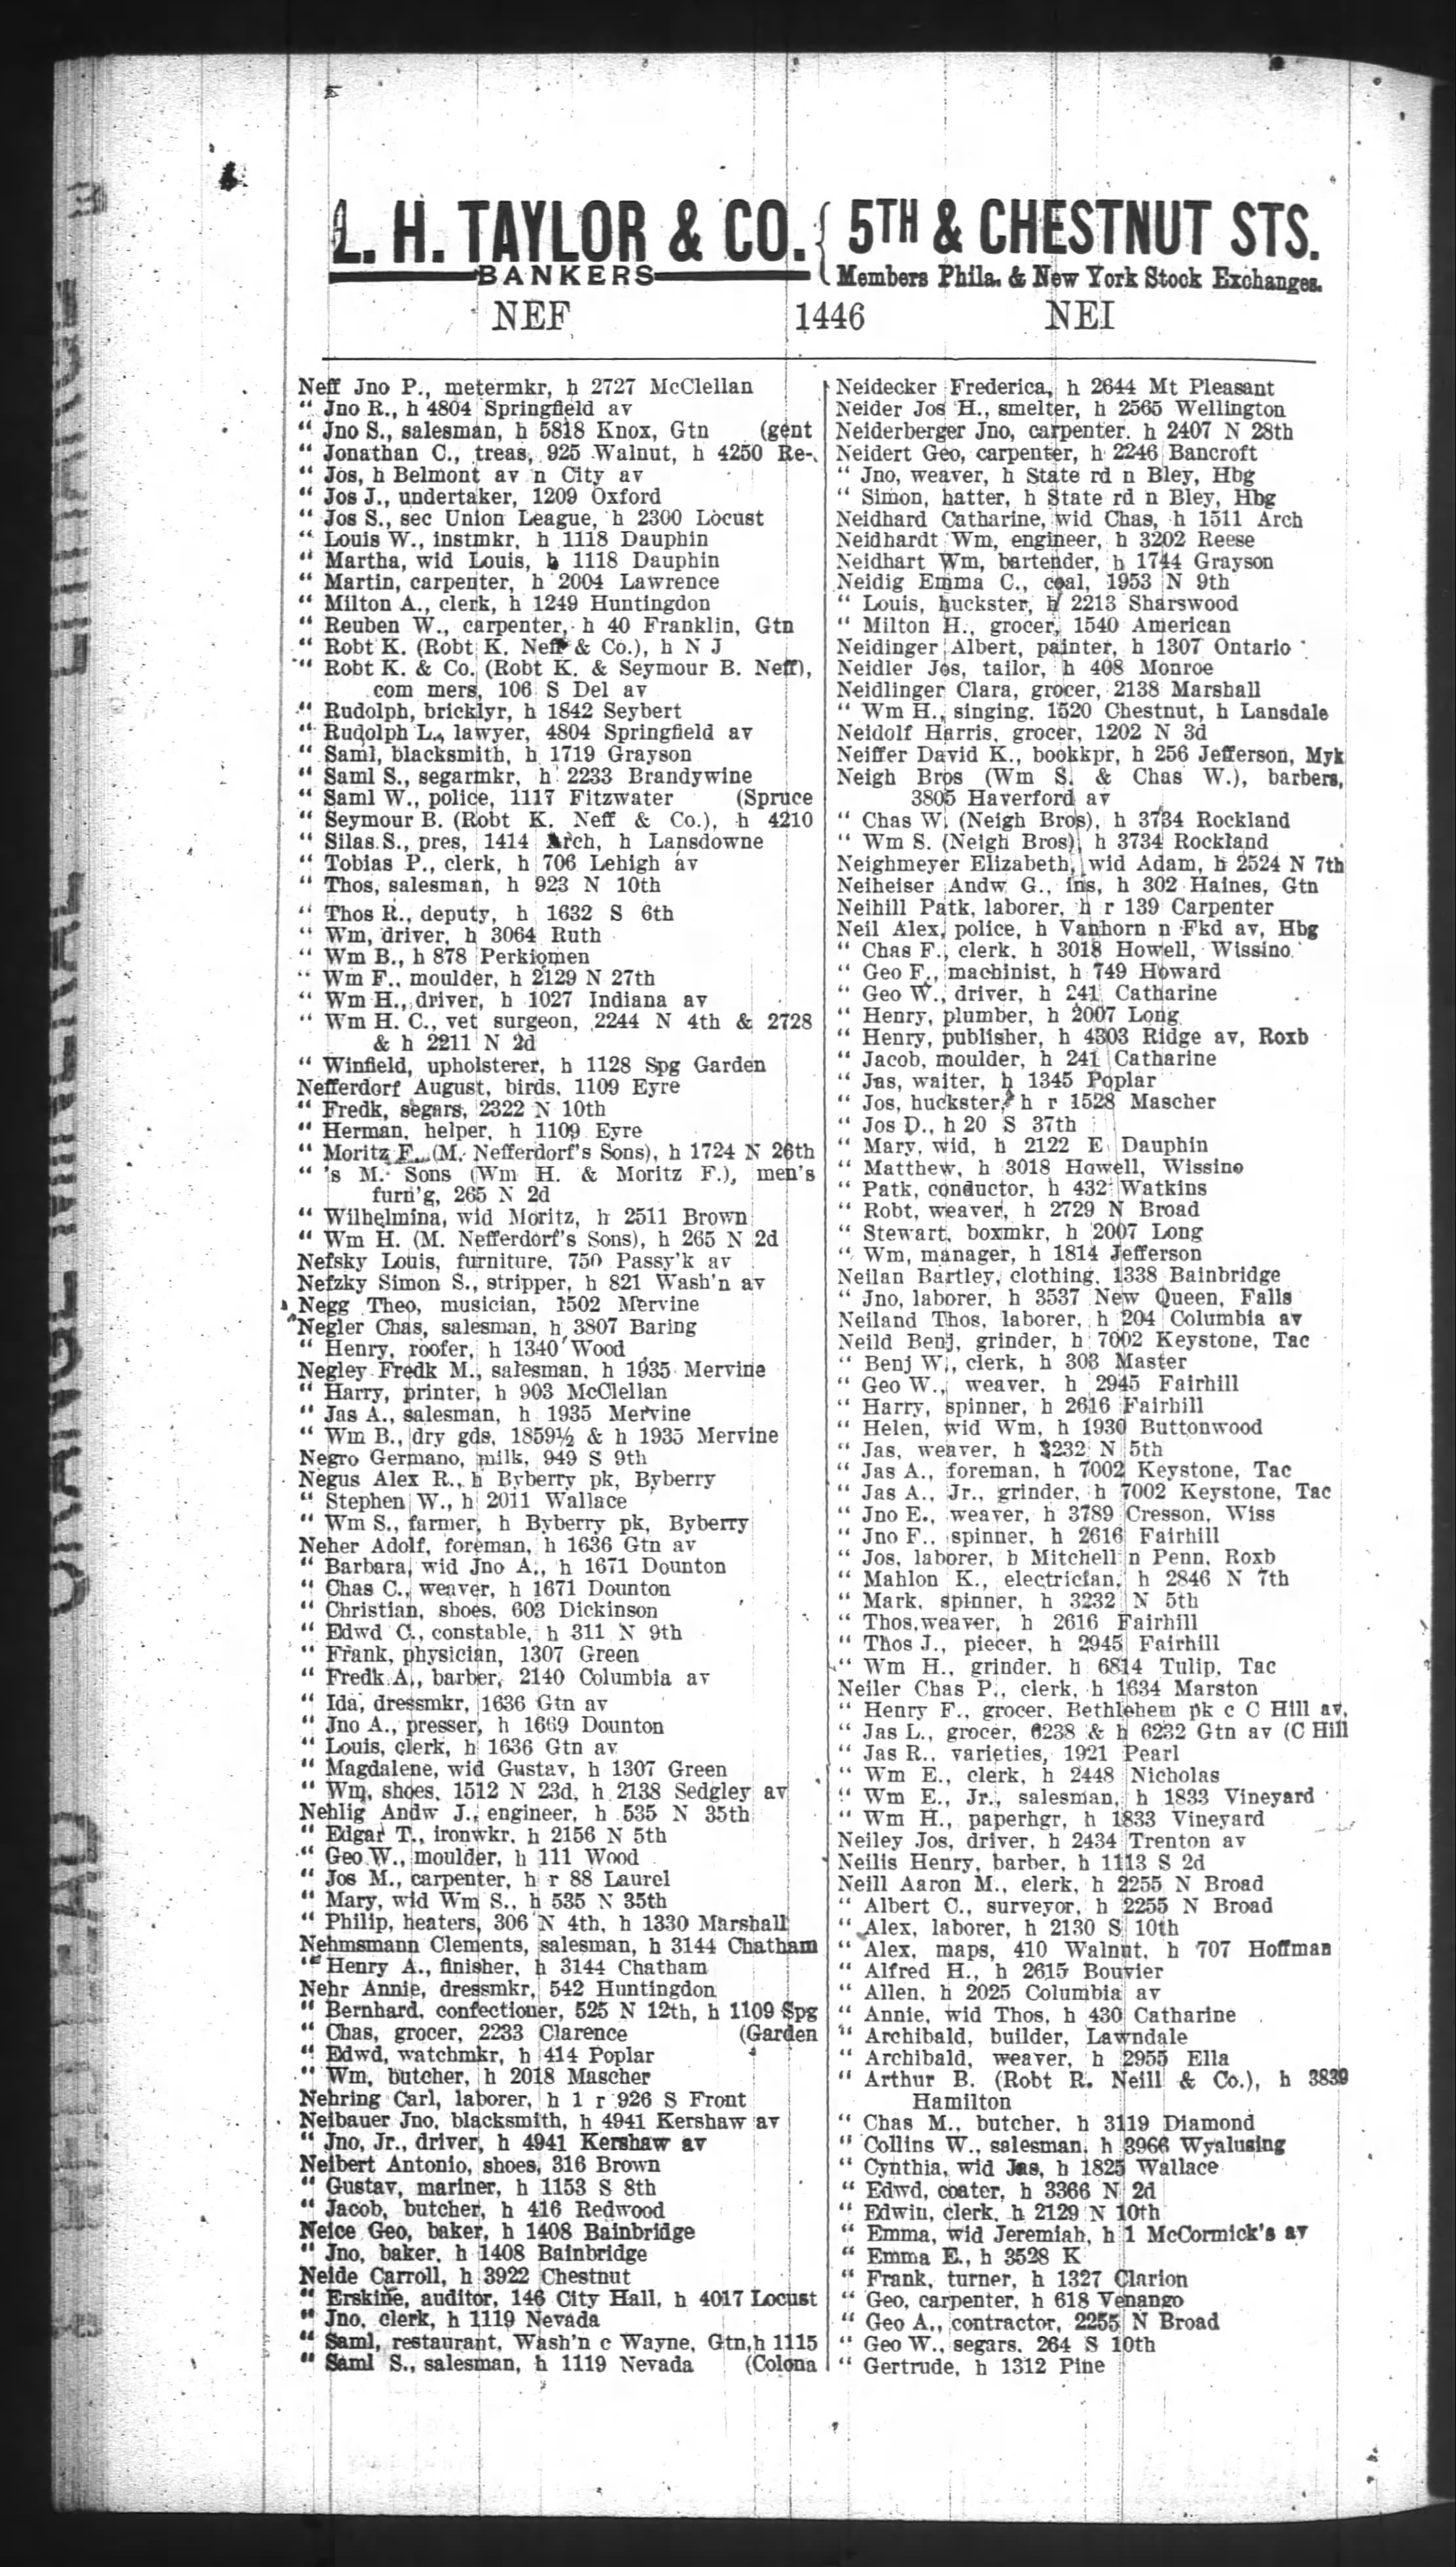 L. H. TAYLOR & CO. { 5TH & CHESTNUT STS.
BANKERS Members Phila. & New York Stock Exchanges.
NEF 1446 NEI
Neff Jno P., metermkr, h 2727 McClellan
“ Jno R., h 4804 Springfield av
“ Jno S., salesman, h 5818 Knox, Gtn (gent
“ Jonathan C., treas, 925 Walnut, h 4250 Re-
“ Jos, h Belmont av n City av
“ Jos J., undertaker, 1209 Oxford
“ Jos S., sec Union League, h 2300 Locust
“ Louis W., instmkr, h 1118 Dauphin
“ Martha, wid Louis, h 1118 Dauphin
“ Martin, carpenter, h 2004 Lawrence
“ Milton A., clerk, h 1249 Huntingdon
“ Reuben W., carpenter, h 40 Franklin, Gtn
“ Robt K. (Robt K. Neff & Co.), h N J
“ Robt K. & Co. (Robt K. & Seymour B. Neff),
com mers, 106 S Del av
“ Rudolph, bricklyr, h 1842 Seybert
“ Rudolph L., lawyer, 4804 Springfield av
“ Saml, blacksmith, h 1719 Grayson
“ Saml S., segarmkr, h 2233 Brandywine
“ Saml W., police, 1117 Fitzwater (Spruce
“ Seymour B. (Robt K. Neff & Co.), h 4210
“ Silas S., pres, 1414 Arch, h Lansdowne
“ Tobias P., clerk, h 706 Lehigh av
“ Thos, salesman, h 923 N 10th
“ Thos R., deputy, h 1632 S 6th
“ Wm, driver, h 3064 Ruth
“ Wm B., h 878 Perkiomen
“ Wm F., moulder, h 2129 N 27th
“ Wm H., driver, h 1027 Indiana av
“ Wm H. C., vet surgeon, 2244 N 4th & 2728
& h 2211 N 2d
“ Winfield, upholsterer, h 1128 Spg Garden
Nefferdorf August, birds, 1109 Eyre
“ Fredk, segars, 2322 N 10th
“ Herman, helper, h 1109 Eyre
“ Moritz F. (M. Nefferdorf's Sons), h 1724 N 26th
“ 's M. Sons (Wm H. & Moritz F.), men's
furn'g, 265 N 2d
“ Wilhelmina, wid Moritz, h 2511 Brown
“ Wm H. (M. Nefferdorf's Sons), h 265 N 2d
Nefsky Louis, furniture, 750 Passy'k av
Nefzky Simon S., stripper, h 821 Wash'n av
Negg Theo, musician, 1502 Mervine
Negler Chas, salesman, h 3807 Baring
“ Henry, roofer, h 1340 Wood
Negley Fredk M., salesman, h 1935 Mervine
“ Harry, printer, h 903 McClellan
“ Jas A., salesman, h 1935 Mervine
“ Wm B., dry gds, 1859½ & h 1935 Mervine
Negro Germano, milk, 949 S 9th
Negus Alex R., h Byberry pk, Byberry
“ Stephen W., h 2011 Wallace
“ Wm S., farmer, h Byberry pk, Byberry
Neher Adolf, foreman, h 1636 Gtn av
“ Barbara, wid Jno A., h 1671 Dounton
“ Chas C., weaver, h 1671 Dounton
“ Christian, shoes, 603 Dickinson
“ Edwd C., constable, h 311 N 9th
“ Frank, physician, 1307 Green
“ Fredk A., barber, 2140 Columbia av
“ Ida, dressmkr, 1636 Gtn av
“ Jno A., presser, h 1669 Dounton
“ Louis, clerk, h 1636 Gtn av
“ Magdalene, wid Gustav, h 1307 Green
“ Wm, shoes, 1512 N 23d, h 2138 Sedgley av
Nehlig Andw J., engineer, h 535 N 35th
“ Edgar T., ironwkr, h 2156 N 5th
“ Geo W., moulder, h 111 Wood
“ Jos M., carpenter, h r 88 Laurel
“ Mary, wid Wm S., h 535 N 35th
“ Philip, heaters, 306 N 4th, h 1330 Marshall
Nehmsmann Clements, salesman, h 3144 Chatham
“ Henry A., finisher, h 3144 Chatham
Nehr Annie, dressmkr, 542 Huntingdon
“ Bernhard, confectioner, 525 N 12th, h 1109 Spg
“ Chas, grocer, 2233 Clarence (Garden
“ Edwd, watchmkr, h 414 Poplar
“ Wm, butcher, h 2018 Mascher
Nehring Carl, laborer, h 1 r 926 S Front
Neibauer Jno, blacksmith, h 4941 Kershaw av
“ Jno, Jr., driver, h 4941 Kershaw av
Neibert Antonio, shoes, 316 Brown
“ Gustav, mariner, h 1153 S 8th
“ Jacob, butcher, h 416 Redwood
Neice Geo, baker, h 1408 Bainbridge
“ Jno, baker, h 1408 Bainbridge
Neide Carroll, h 3922 Chestnut
“ Erskine, auditor, 146 City Hall, h 4017 Locust
“ Jno, clerk, h 1119 Nevada
“ Saml, restaurant, Wash'n c Wayne, Gtn, h 1115
“ Saml S., salesman, h 1119 Nevada (Colona
Neidecker Frederica, h 2644 Mt Pleasant
Neider Jos H., smelter, h 2565 Wellington
Neiderberger Jno, carpenter, h 2407 N 28th
Neidert Geo, carpenter, h 2246 Bancroft
“ Jno, weaver, h State rd n Bley, Hbg
“ Simon, hatter, h State rd n Bley, Hbg
Neidhard Catharine, wid Chas, h 1511 Arch
Neidhardt Wm, engineer, h 3202 Reese
Neidhart Wm, bartender, h 1744 Grayson
Neidig Emma C., coal, 1953 N 9th
“ Louis, huckster, h 2213 Sharswood
“ Milton H., grocer, 1540 American
Neidinger Albert, painter, h 1307 Ontario
Neidler Jos, tailor, h 408 Monroe
Neidlinger Clara, grocer, 2138 Marshall
“ Wm H., singing, 1520 Chestnut, h Lansdale
Neidolf Harris, grocer, 1202 N 3d
Neiffer David K., bookkpr, h 256 Jefferson, Myk
Neigh Bros (Wm S. & Chas W.), barbers,
3805 Haverford av
“ Chas W. (Neigh Bros), h 3734 Rockland
“ Wm S. (Neigh Bros), h 3734 Rockland
Neighmeyer Elizabeth, wid Adam, h 2524 N 7th
Neiheiser Andw G., ins, h 302 Haines, Gtn
Neihill Patk, laborer, h r 139 Carpenter
Neil Alex, police, h Vanhorn n Fkd av, Hbg
“ Chas F., clerk, h 3018 Howell, Wissino
“ Geo F., machinist, h 749 Howard
“ Geo W., driver, h 241 Catharine
“ Henry, plumber, h 2007 Long
“ Henry, publisher, h 4303 Ridge av, Roxb
“ Jacob, moulder, h 241 Catharine
“ Jas, waiter, h 1345 Poplar
“ Jos, huckster, h r 1528 Mascher
“ Jos D., h 20 S 37th
“ Mary, wid, h 2122 E Dauphin
“ Matthew, h 3018 Howell, Wissino
“ Patk, conductor, h 432 Watkins
“ Robt, weaver, h 2729 N Broad
“ Stewart, boxmkr, h 2007 Long
“ Wm, manager, h 1814 Jefferson
Neilan Bartley, clothing, 1338 Bainbridge
“ Jno, laborer, h 3537 New Queen, Falls
Neiland Thos, laborer, h 204 Columbia av
Neild Benj, grinder, h 7002 Keystone, Tac
“ Benj W., clerk, h 303 Master
“ Geo W., weaver, h 2945 Fairhill
“ Harry, spinner, h 2616 Fairhill
“ Helen, wid Wm, h 1930 Buttonwood
“ Jas, weaver, h 3232 N 5th
“ Jas A., foreman, h 7002 Keystone, Tac
“ Jas A., Jr., grinder, h 7002 Keystone, Tac
“ Jno E., weaver, h 3789 Cresson, Wiss
“ Jno F., spinner, h 2616 Fairhill
“ Jos, laborer, h Mitchell n Penn, Roxb
“ Mahlon K., electrician, h 2846 N 7th
“ Mark, spinner, h 3232 N 5th
“ Thos, weaver, h 2616 Fairhill
“ Thos J., piecer, h 2945 Fairhill
“ Wm H., grinder, h 6814 Tulip, Tac
Neiler Chas P., clerk, h 1634 Marston
“ Henry F., grocer, Bethlehem pk c C Hill av,
“ Jas L., grocer, 6238 & h 6232 Gtn av (C Hill
“ Jas R., varieties, 1921 Pearl
“ Wm E., clerk, h 2448 Nicholas
“ Wm E., Jr., salesman, h 1833 Vineyard
“ Wm H., paperhgr, h 1833 Vineyard
Neiley Jos, driver, h 2434 Trenton av
Neilis Henry, barber, h 1113 S 2d
Neill Aaron M., clerk, h 2255 N Broad
“ Albert C., surveyor, h 2255 N Broad
“ Alex, laborer, h 2130 S 10th
“ Alex, maps, 410 Walnut, h 707 Hoffman
“ Alfred H., h 2615 Bouvier
“ Allen, h 2025 Columbia av
“ Annie, wid Thos, h 430 Catharine
“ Archibald, builder, Lawndale
“ Archibald, weaver, h 2955 Ella
“ Arthur B. (Robt R. Neill & Co.), h 3839
Hamilton
“ Chas M., butcher, h 3119 Diamond
“ Collins W., salesman, h 3966 Wyalusing
“ Cynthia, wid Jas, h 1825 Wallace
“ Edwd, coater, h 3366 N 2d
“ Edwin, clerk, h 2129 N 10th
“ Emma, wid Jeremiah, h 1 McCormick's av
“ Emma E., h 3528 K
“ Frank, turner, h 1327 Clarion
“ Geo, carpenter, h 618 Venango
“ Geo A., contractor, 2255 N Broad
“ Geo W., segars, 264 S 10th
“ Gertrude, h 1312 Pine